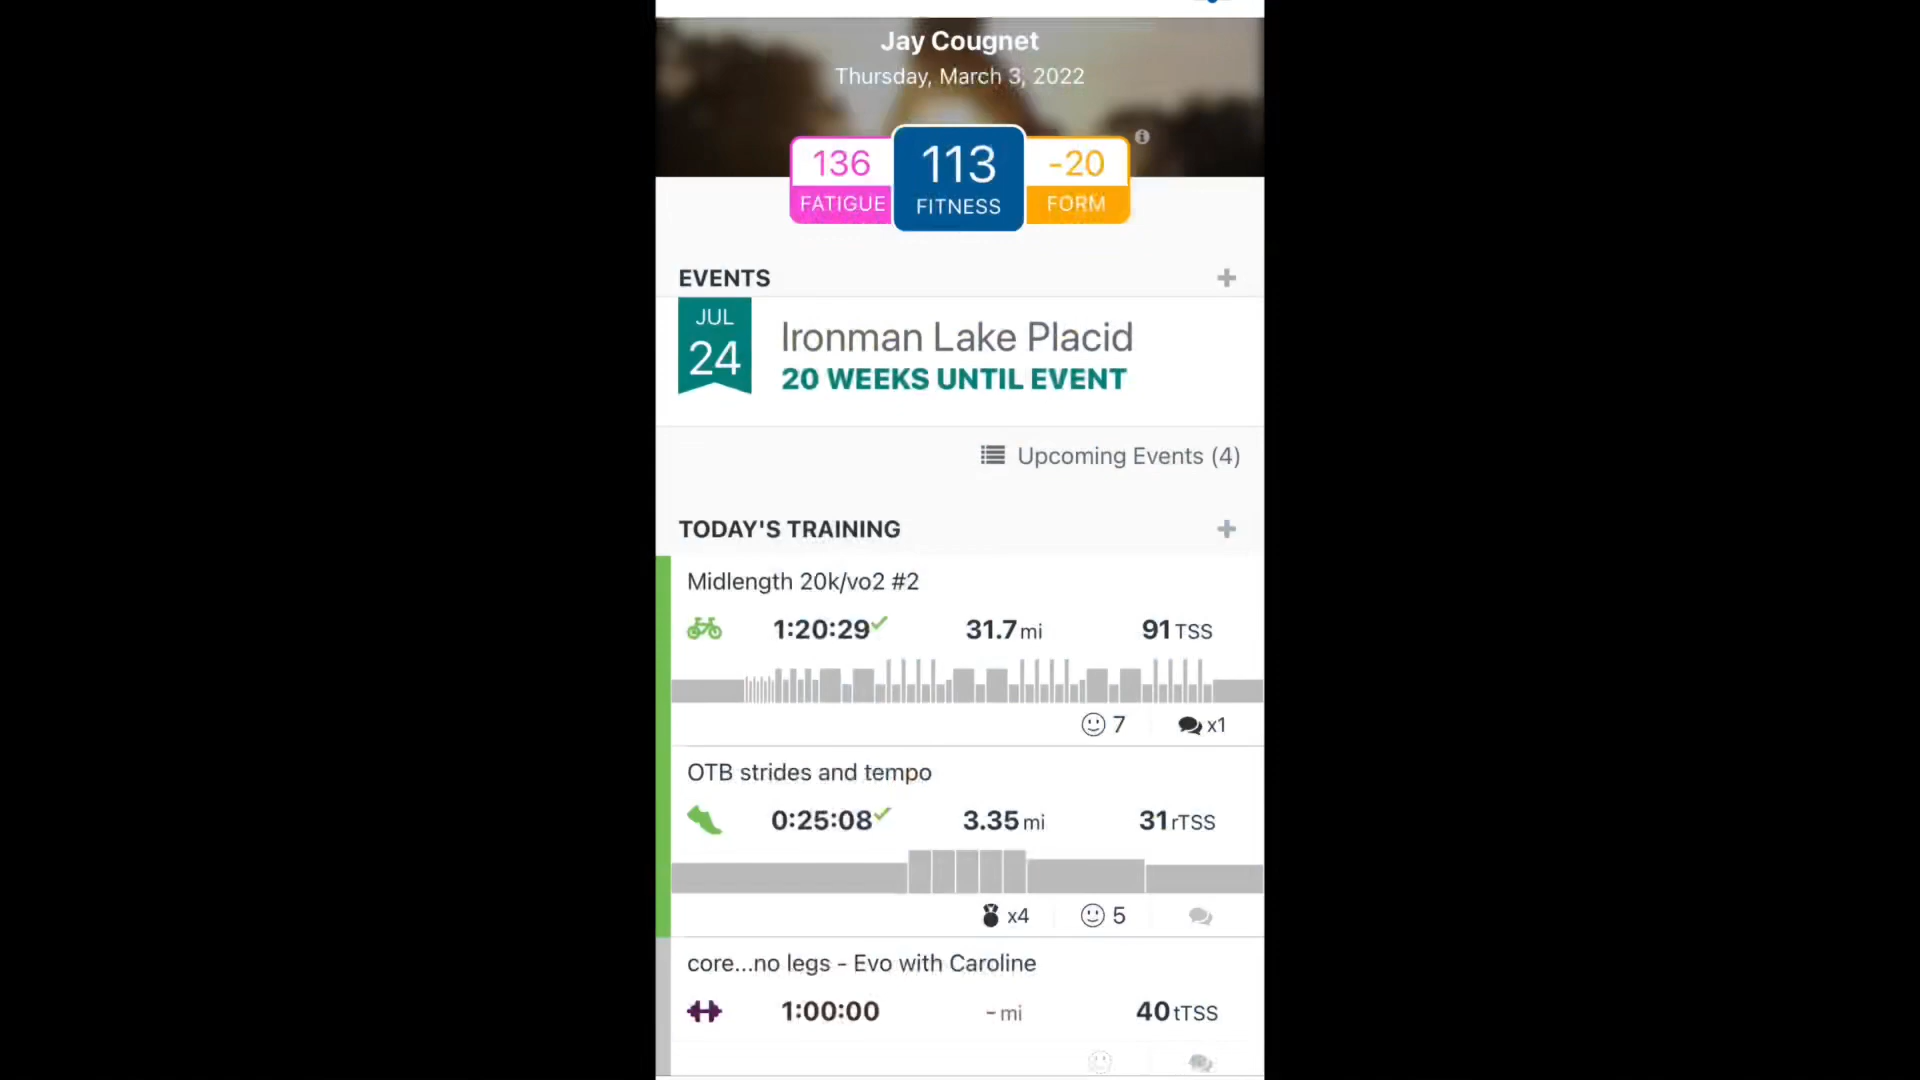 Jay Cougnet
Thursday, March 3, 2022
136 113 -20
FATIGUE FITNESS FORM
EVENTS
JUL
24
Ironman Lake Placid
20 WEEKS UNTIL EVENT
Upcoming Events (4)
TODAY'S TRAINING
Midlength 20k/vo2 #2
1:20:29 31.7 mi 91 TSS
7 x1
OTB strides and tempo
0:25:08 3.35 mi 31 rTSS
x4 5
core...no legs - Evo with Caroline
1:00:00 - mi 40 tTSS